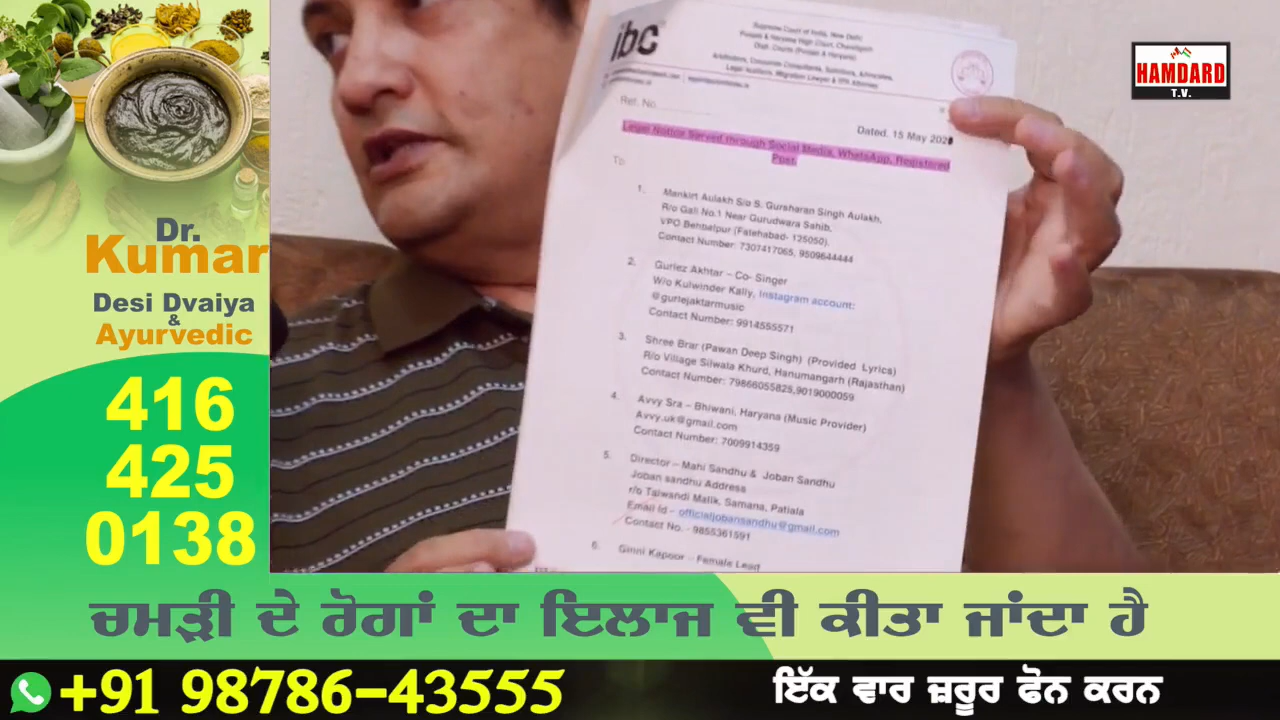 Dr.
Kumar
Desi Dvaiya
&
Ayurvedic
416
425
0138
ibc
Supreme Court of India, New Delhi
Punjab & Haryana High Court, Chandigarh
Distt. Courts (Punjab & Haryana)
Ref. No.
Dated. 15 May 202
Legal Notice Served through Social Media, WhatsApp, Registered
Post.
To
1. Mankirt Aulakh S/o S. Gursharan Singh Aulakh,
R/o Gali No.1 Near Gurudwara Sahib,
VPO Behbalpur (Fatehabad- 125050).
Contact Number: 7307417065, 9509644444
2. Gurlez Akhtar – Co- Singer
W/o Kulwinder Kally, Instagram account:
@gurlejaktarmusic
Contact Number: 9914555571
3. Shree Brar (Pawan Deep Singh) (Provided Lyrics)
R/o Village Silwala Khurd, Hanumangarh (Rajasthan)
Contact Number: 79866055825,9019000059
4. Avvy Sra – Bhiwani, Haryana (Music Provider)
Avvy.uk@gmail.com
Contact Number: 7009914359
5. Director – Mahi Sandhu & Joban Sandhu
Joban sandhu Address
r/o Talwandi Malik, Samana, Patiala
Email Id - officialjobansandhu@gmail.com
Contact No. - 9855361591
6. Ginni Kapoor – Female Lead
HAMDARD
T.V.
ਚਮੜੀ ਦੇ ਰੋਗਾਂ ਦਾ ਇਲਾਜ ਵੀ ਕੀਤਾ ਜਾਂਦਾ ਹੈ
+91 98786-43555
ਇੱਕ ਵਾਰ ਜ਼ਰੂਰ ਫੋਨ ਕਰਨ